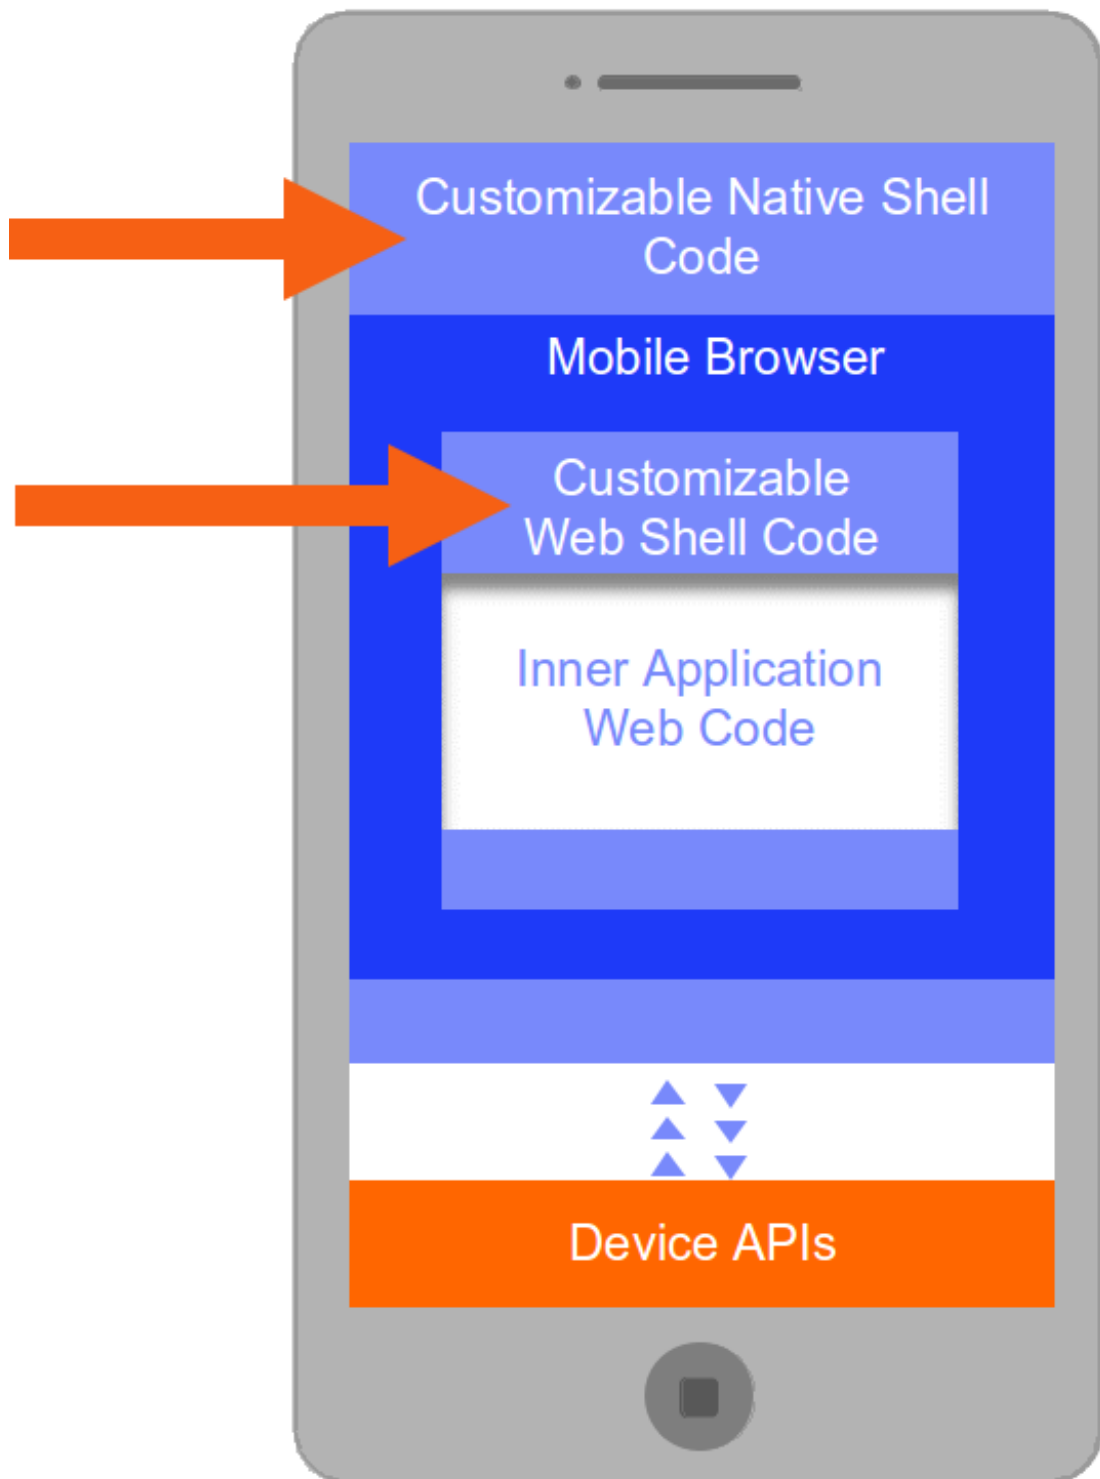 Customizable Native Shell
Code
Mobile Browser
Customizable
Web Shell Code
Inner Application
Web Code
Device APIs